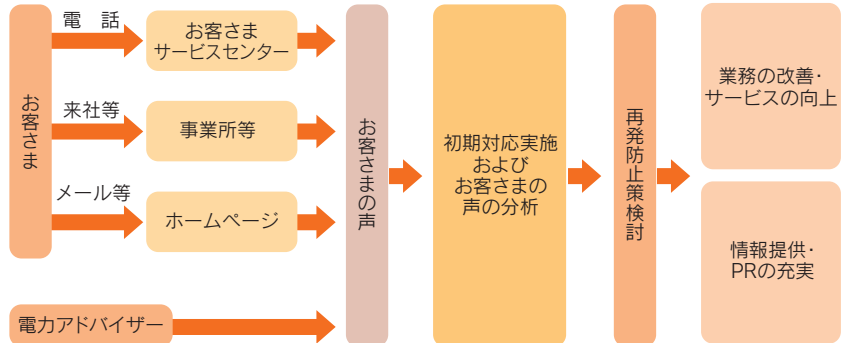 お客さま
電　話
お客さま
サービスセンター
来社等
事業所等
メール等
ホームページ
電力アドバイザー
お客さまの声
初期対応実施
および
お客さまの
声の分析
再発防止策検討
業務の改善・
サービスの向上
情報提供・
PRの充実